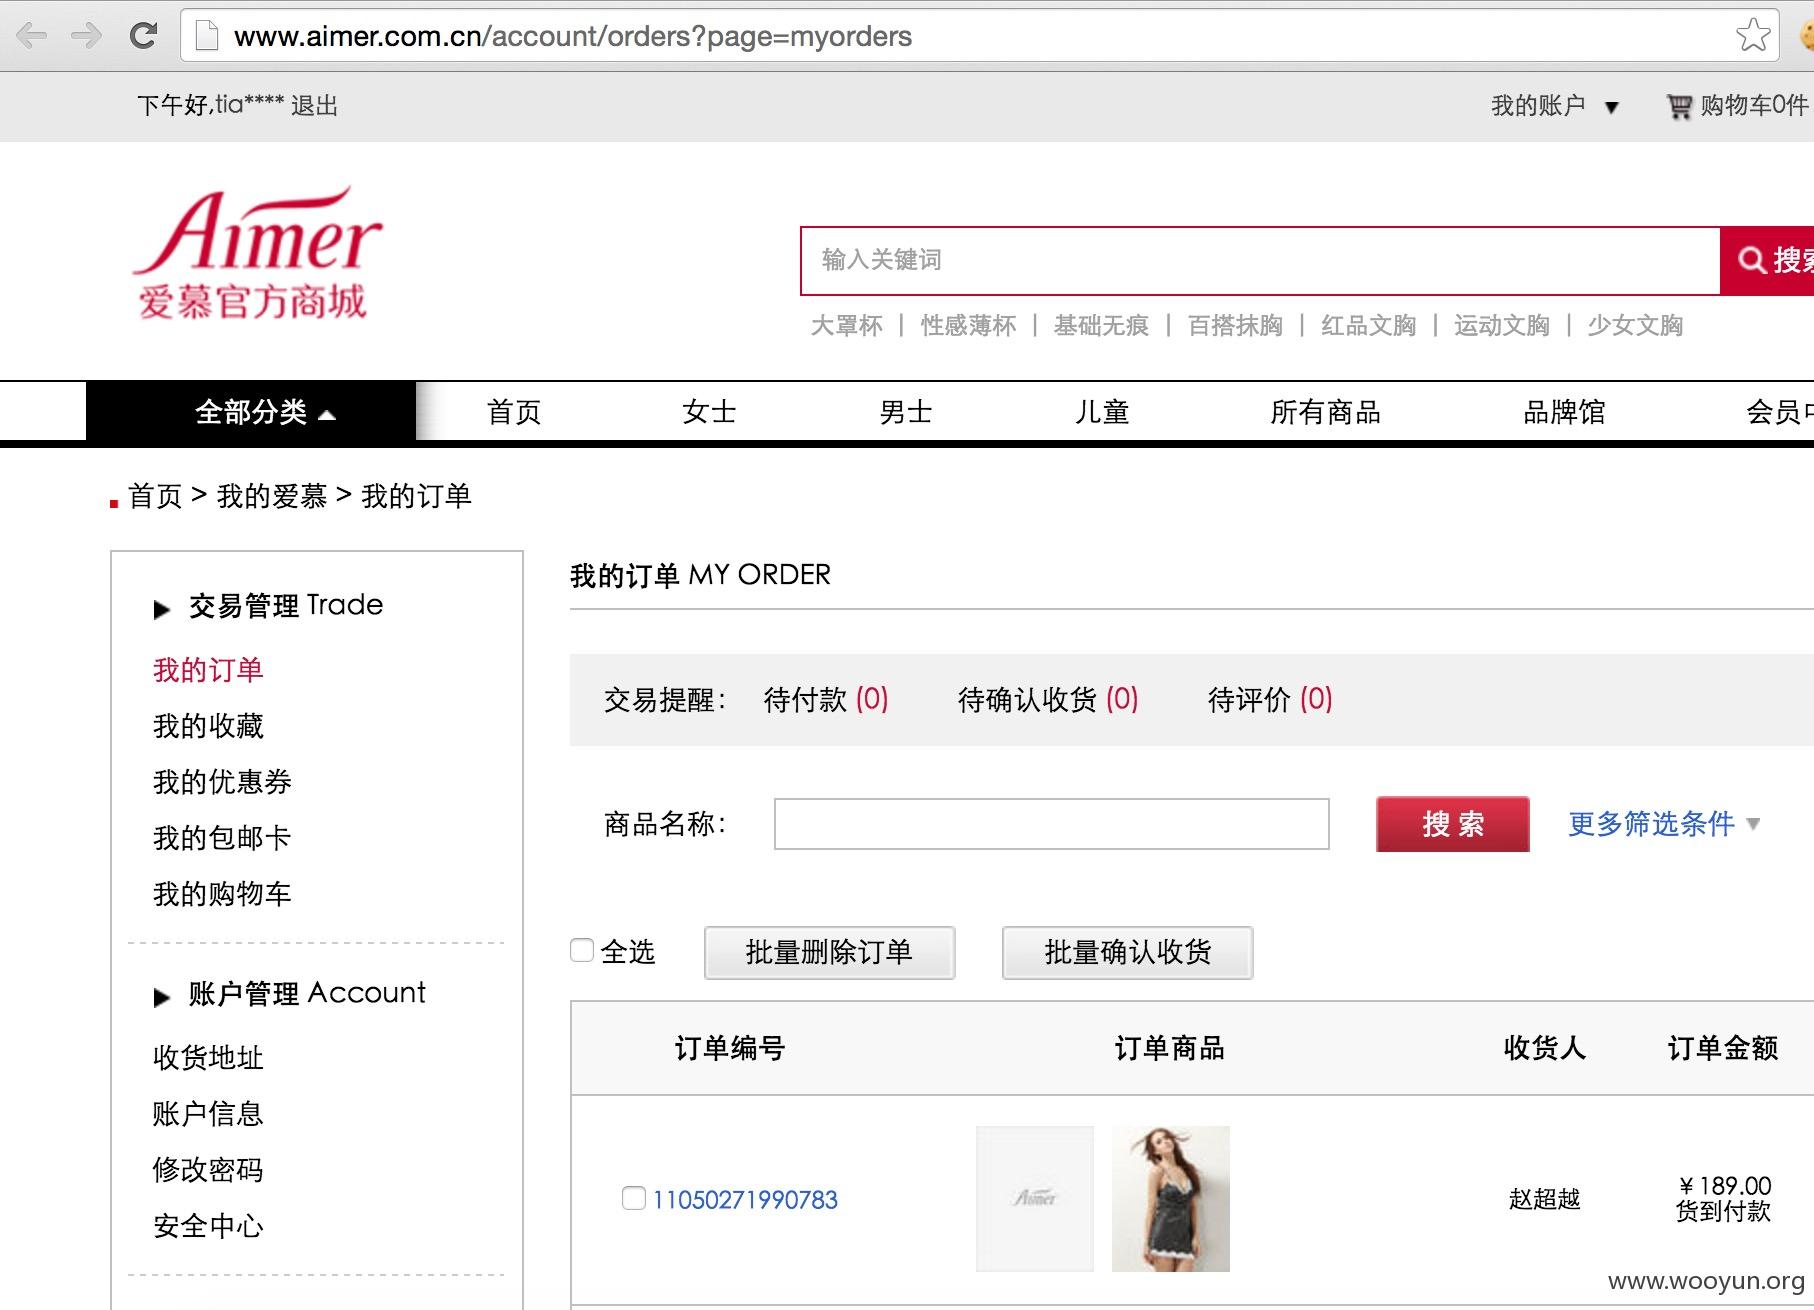 www.aimer.com.cn/account/orders?page=myorders
下午好,tia**** 退出
我的账户 ▼ 购物车0件
Aimer
爱慕官方商城
输入关键词
搜索
大罩杯 | 性感薄杯 | 基础无痕 | 百搭抹胸 | 红品文胸 | 运动文胸 | 少女文胸
全部分类 首页 女士 男士 儿童 所有商品 品牌馆 会员中
首页 > 我的爱慕 > 我的订单
交易管理 Trade
我的订单
我的收藏
我的优惠券
我的包邮卡
我的购物车
账户管理 Account
收货地址
账户信息
修改密码
安全中心
我的订单 MY ORDER
交易提醒： 待付款 (0) 待确认收货 (0) 待评价 (0)
商品名称： 搜 索 更多筛选条件 ▼
全选 批量删除订单 批量确认收货
订单编号 订单商品 收货人 订单金额
11050271990783 Aimer 赵超越 ¥ 189.00
货到付款
www.wooyun.org